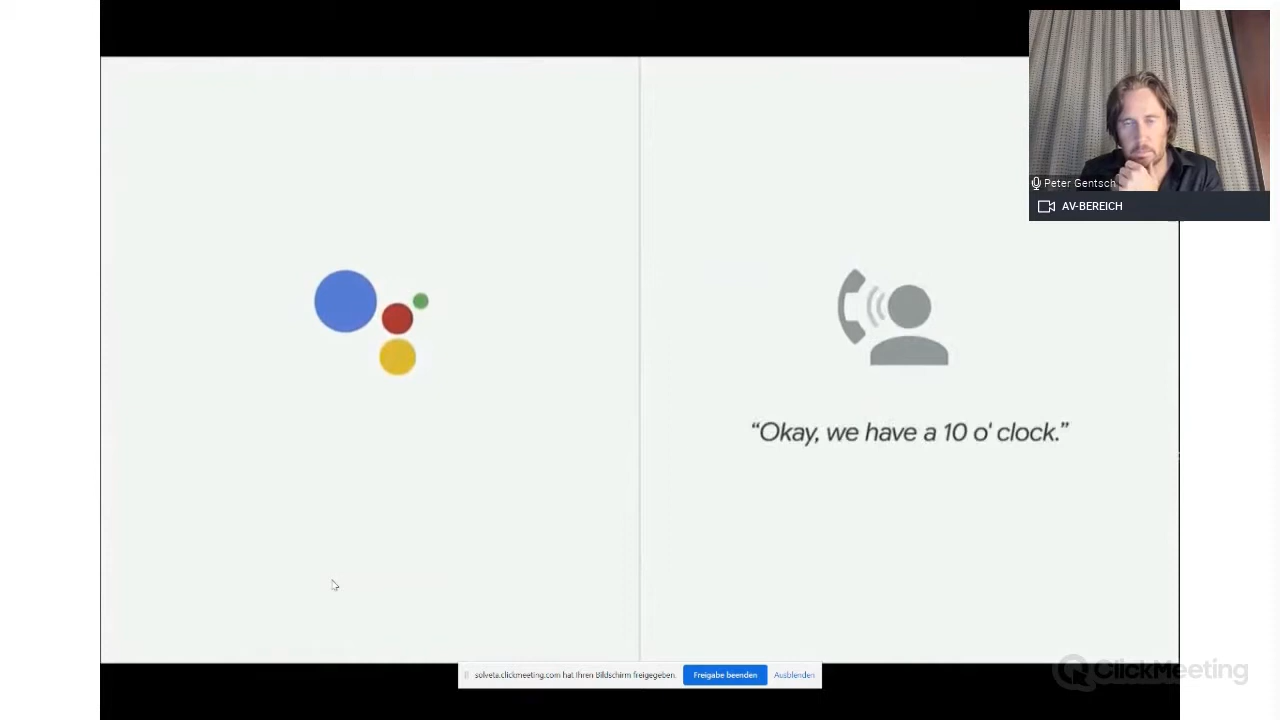 Peter Gentsch
AV-BEREICH
“Okay, we have a 10 o' clock.”
solveta.clickmeeting.com hat Ihren Bildschirm freigegeben.
Freigabe beenden
Ausblenden
ClickMeeting